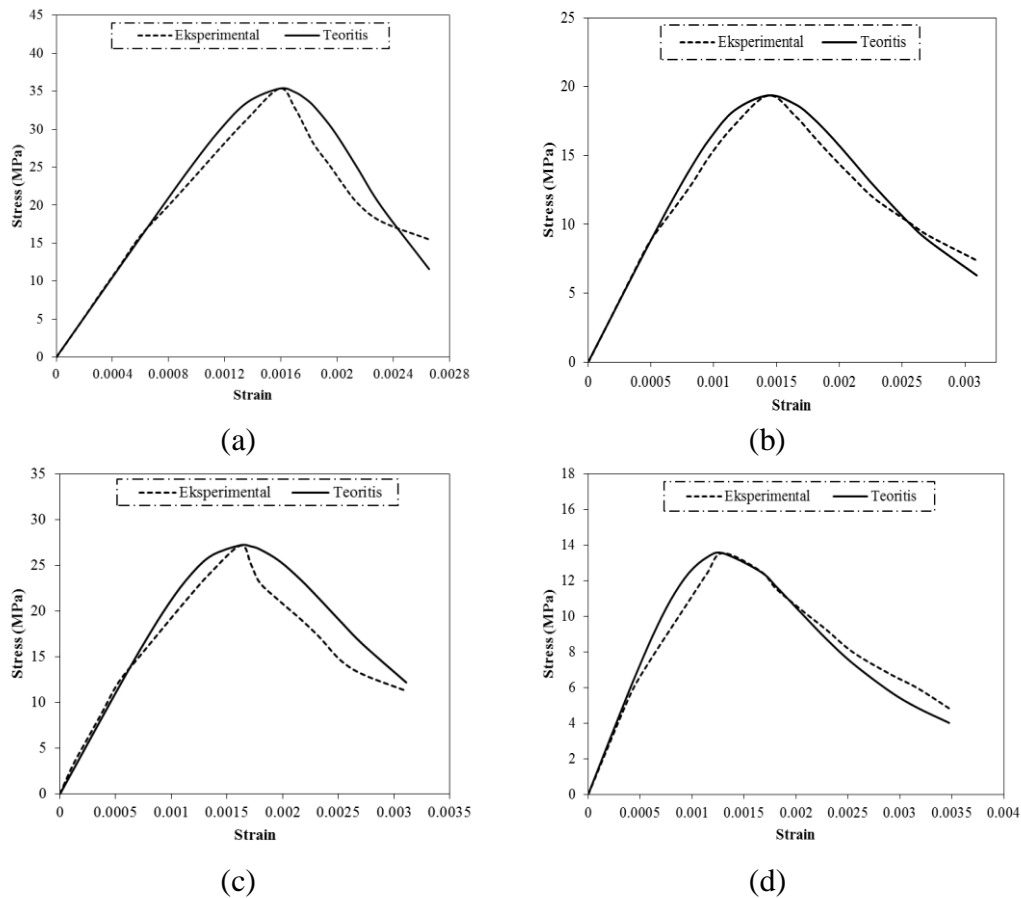 45
40
35
30
25
20
15
10
5
0
Stress (MPa)
Eksperimental Teoritis
0 0.0004 0.0008 0.0012 0.0016 0.002 0.0024 0.0028
Strain
(a)
25
20
15
10
5
0
Stress (MPa)
Eksperimental Teoritis
0 0.0005 0.001 0.0015 0.002 0.0025 0.003
Strain
(b)
35
30
25
20
15
10
5
0
Stress (MPa)
Eksperimental Teoritis
0 0.0005 0.001 0.0015 0.002 0.0025 0.003 0.0035
Strain
(c)
18
16
14
12
10
8
6
4
2
0
Stress (MPa)
Eksperimental Teoritis
0 0.0005 0.001 0.0015 0.002 0.0025 0.003 0.0035 0.004
Strain
(d)